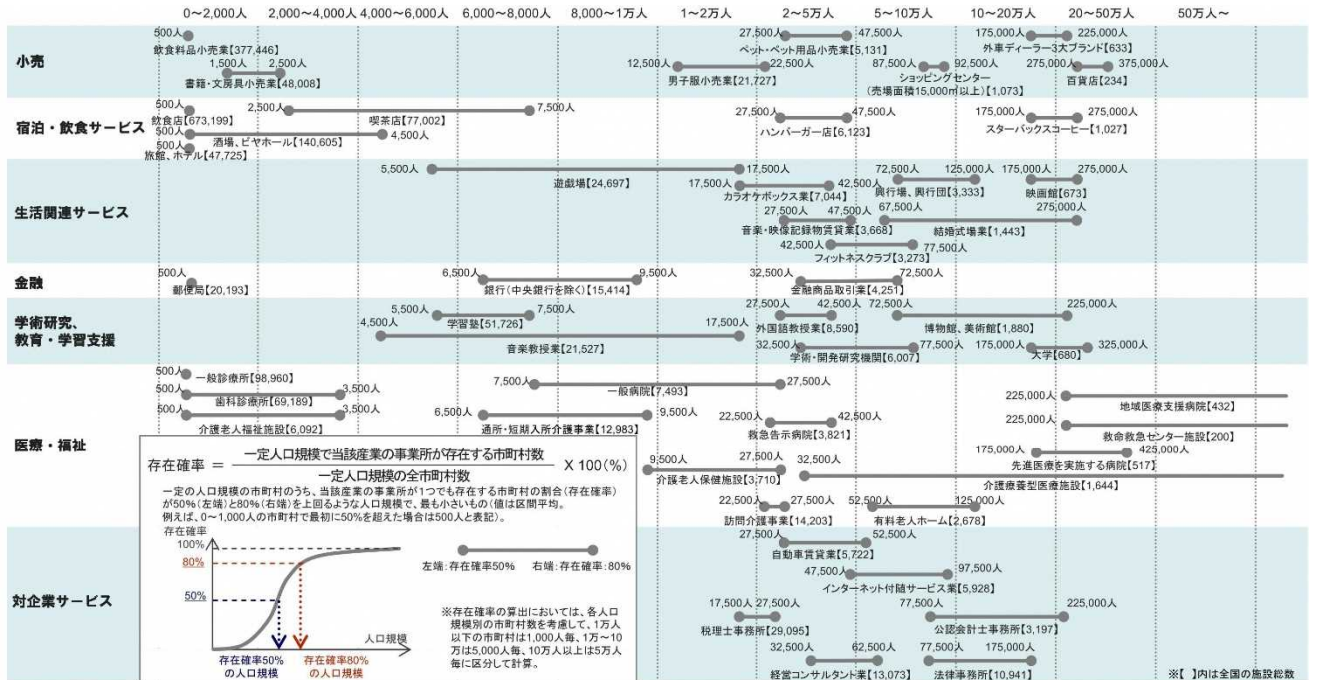 0～2,000人 2,000～4,000人 4,000～6,000人 6,000～8,000人 8,000～1万人 1～2万人 2～5万人 5～10万人 10～20万人 20～50万人 50万人～
小売
500人
飲食料品小売業【377,446】
1,500人 2,500人
書籍・文房具小売業【48,008】
27,500人 47,500人
ペット・ペット用品小売業【5,131】
12,500人 22,500人
男子服小売業【21,727】
87,500人 92,500人
ショッピングセンター
(売場面積15,000㎡以上)【1,073】
175,000人 225,000人
外車ディーラー3大ブランド【633】
275,000人 375,000人
百貨店【234】
宿泊・飲食サービス
500人
飲食店【673,199】
2,500人 7,500人
喫茶店【77,002】
500人 4,500人
酒場、ビヤホール【140,605】
500人
旅館、ホテル【47,725】
27,500人 47,500人
ハンバーガー店【6,123】
175,000人 275,000人
スターバックスコーヒー【1,027】
生活関連サービス
5,500人 17,500人
遊戯場【24,697】
17,500人 42,500人
カラオケボックス業【7,044】
72,500人 125,000人
興行場、興行団【3,333】
175,000人 275,000人
映画館【673】
27,500人 47,500人
音楽・映像記録物賃貸業【3,668】
67,500人 275,000人
結婚式場業【1,443】
42,500人 77,500人
フィットネスクラブ【3,273】
金融
500人
郵便局【20,193】
6,500人 9,500人
銀行(中央銀行を除く)【15,414】
32,500人 72,500人
金融商品取引業【4,251】
学術研究、
教育・学習支援
5,500人 7,500人
学習塾【51,726】
4,500人 17,500人
音楽教授業【21,527】
27,500人 42,500人
外国語教授業【8,590】
72,500人 225,000人
博物館、美術館【1,880】
32,500人 77,500人
学術・開発研究機関【6,007】
175,000人 325,000人
大学【680】
医療・福祉
500人
一般診療所【98,960】
500人 3,500人
歯科診療所【69,189】
500人 3,500人
介護老人福祉施設【6,092】
7,500人 27,500人
一般病院【7,493】
6,500人 9,500人
通所・短期入所介護事業【12,983】
22,500人 42,500人
救急告示病院【3,821】
225,000人
地域医療支援病院【432】
225,000人
救命救急センター施設【200】
175,000人 425,000人
先進医療を実施する病院【517】
9,500人 27,500人
介護老人保健施設【3,710】
32,500人
介護療養型医療施設【1,644】
22,500人 27,500人
訪問介護事業【14,203】
52,500人 125,000人
有料老人ホーム【2,678】
対企業サービス
27,500人 52,500人
自動車賃貸業【5,722】
47,500人 97,500人
インターネット付随サービス業【5,928】
17,500人 27,500人
税理士事務所【29,095】
77,500人 225,000人
公認会計士事務所【3,197】
32,500人 62,500人
経営コンサルタント業【13,073】
77,500人 175,000人
法律事務所【10,941】
存在確率 = 一定人口規模で当該産業の事業所が存在する市町村数
一定人口規模の全市町村数
X 100(%)
一定の人口規模の市町村のうち、当該産業の事業所が1つでも存在する市町村の割合(存在確率)
が50%(左端)と80%(右端)を上回るような人口規模で、最も小さいもの(値は区間平均。
例えば、0～1,000人の市町村で最初に50%を超えた場合は500人と表記)。
存在確率
100%
80%
50%
人口規模
存在確率50%
の人口規模
存在確率80%
の人口規模
左端:存在確率50% 右端:存在確率:80%
※存在確率の算出においては、各人口
規模別の市町村数を考慮して、1万人
以下の市町村は1,000人毎、1万～10
万は5,000人毎、10万人以上は5万人
毎に区分して計算。
※【 】内は全国の施設総数